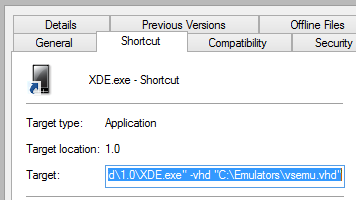 Details Previous Versions Offline Files
General Shortcut Compatibility Security
XDE.exe - Shortcut
Target type: Application
Target location: 1.0
Target: d\1.0\XDE.exe" -vhd "C:\Emulators\vsemu.vhd"